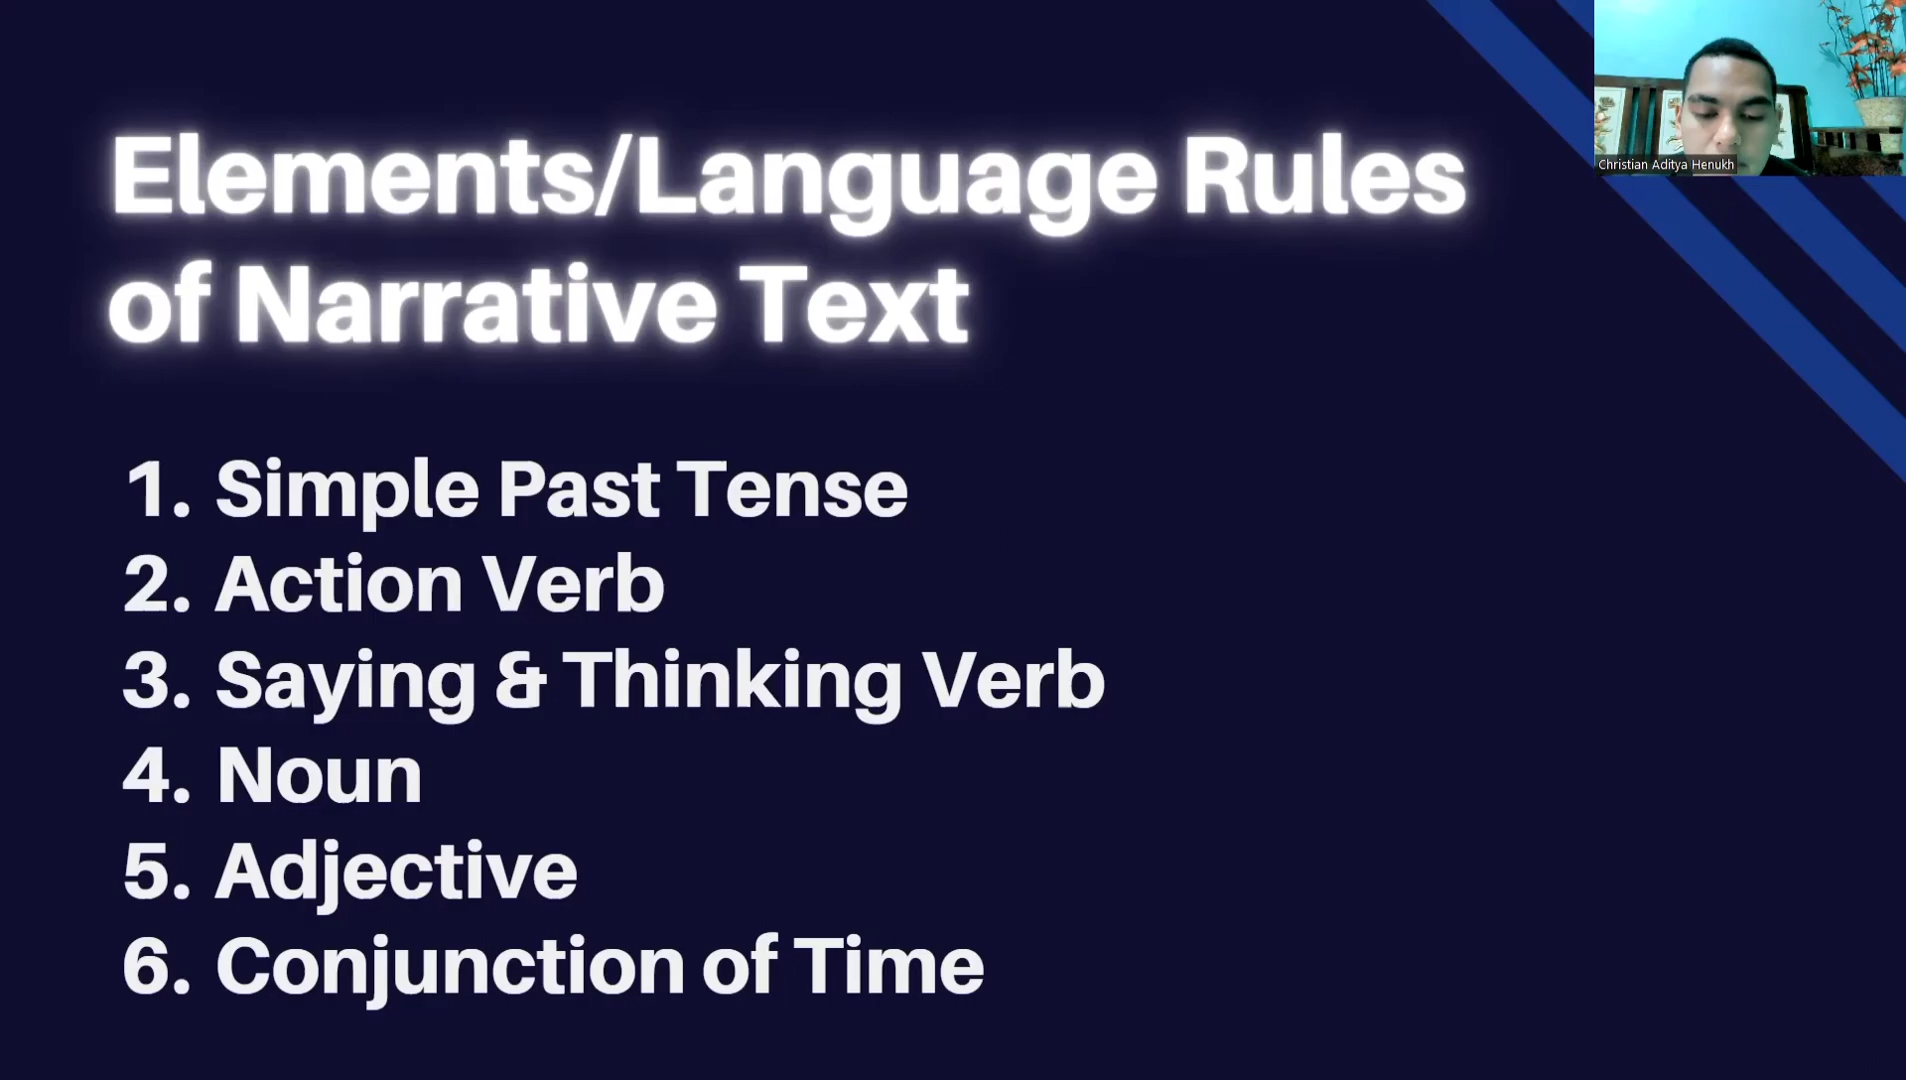 Elements/Language Rules
of Narrative Text
1. Simple Past Tense
2. Action Verb
3. Saying & Thinking Verb
4. Noun
5. Adjective
6. Conjunction of Time
Christian Aditya Henukh